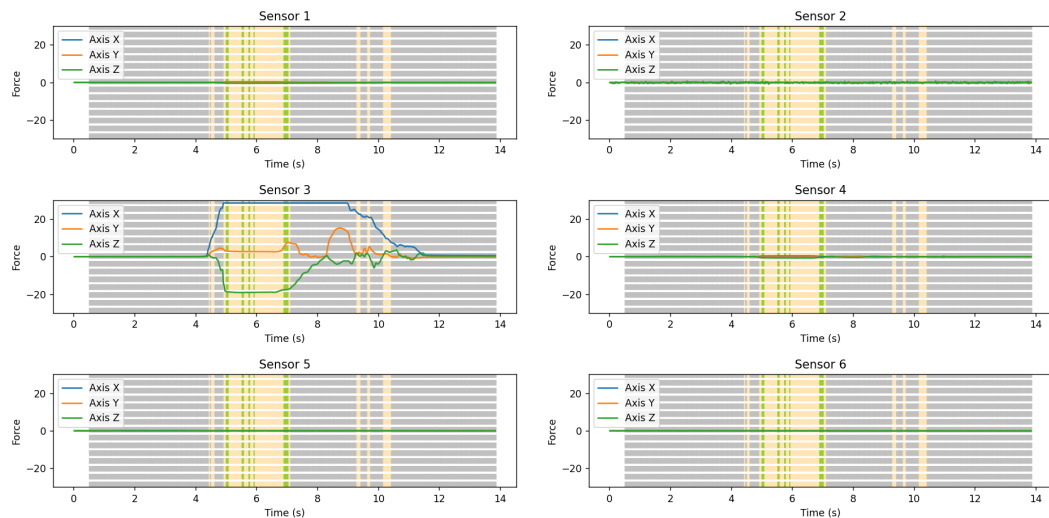 Sensor 1
Force
20
0
−20
Axis X
Axis Y
Axis Z
0 2 4 6 8 10 12 14
Time (s)
Sensor 2
Force
20
0
−20
Axis X
Axis Y
Axis Z
0 2 4 6 8 10 12 14
Time (s)
Sensor 3
Force
20
0
−20
Axis X
Axis Y
Axis Z
0 2 4 6 8 10 12 14
Time (s)
Sensor 4
Force
20
0
−20
Axis X
Axis Y
Axis Z
0 2 4 6 8 10 12 14
Time (s)
Sensor 5
Force
20
0
−20
Axis X
Axis Y
Axis Z
0 2 4 6 8 10 12 14
Time (s)
Sensor 6
Force
20
0
−20
Axis X
Axis Y
Axis Z
0 2 4 6 8 10 12 14
Time (s)